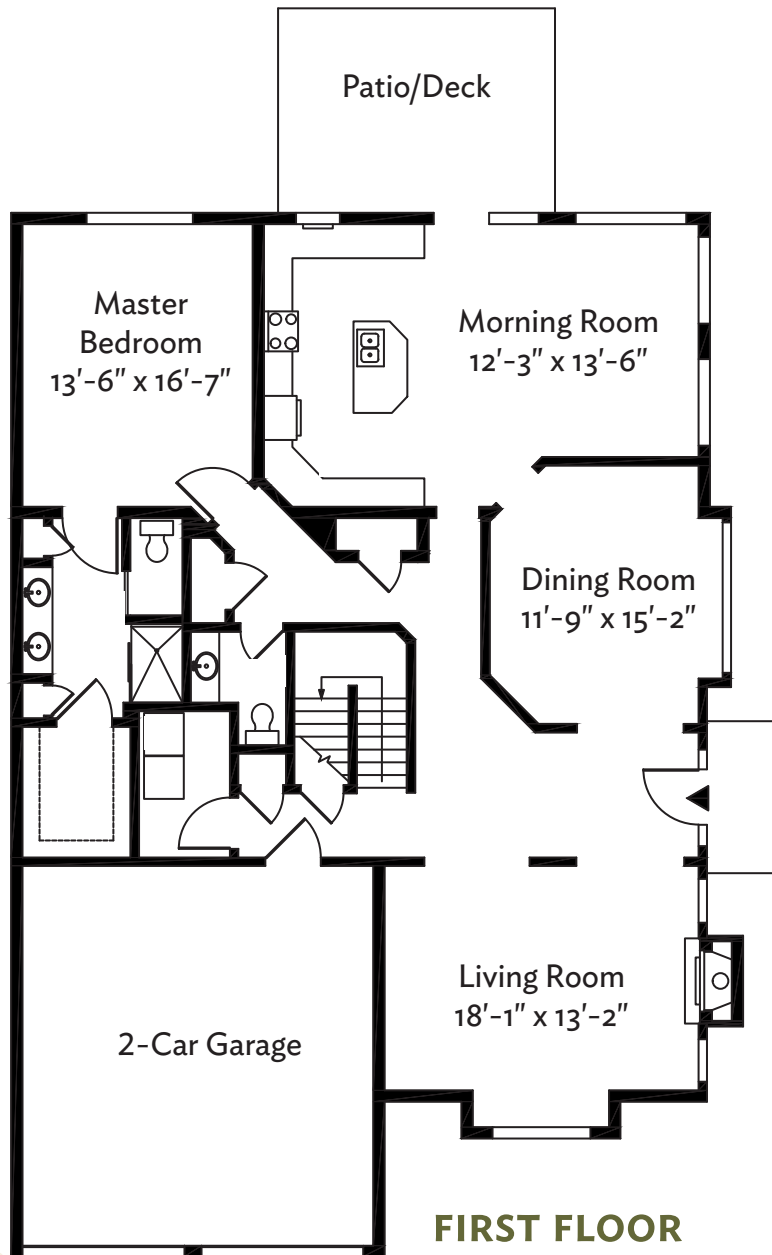 Patio/Deck
Master
Bedroom
13'-6" x 16'-7"
Morning Room
12'-3" x 13'-6"
Dining Room
11'-9" x 15'-2"
Living Room
18'-1" x 13'-2"
2-Car Garage
FIRST FLOOR